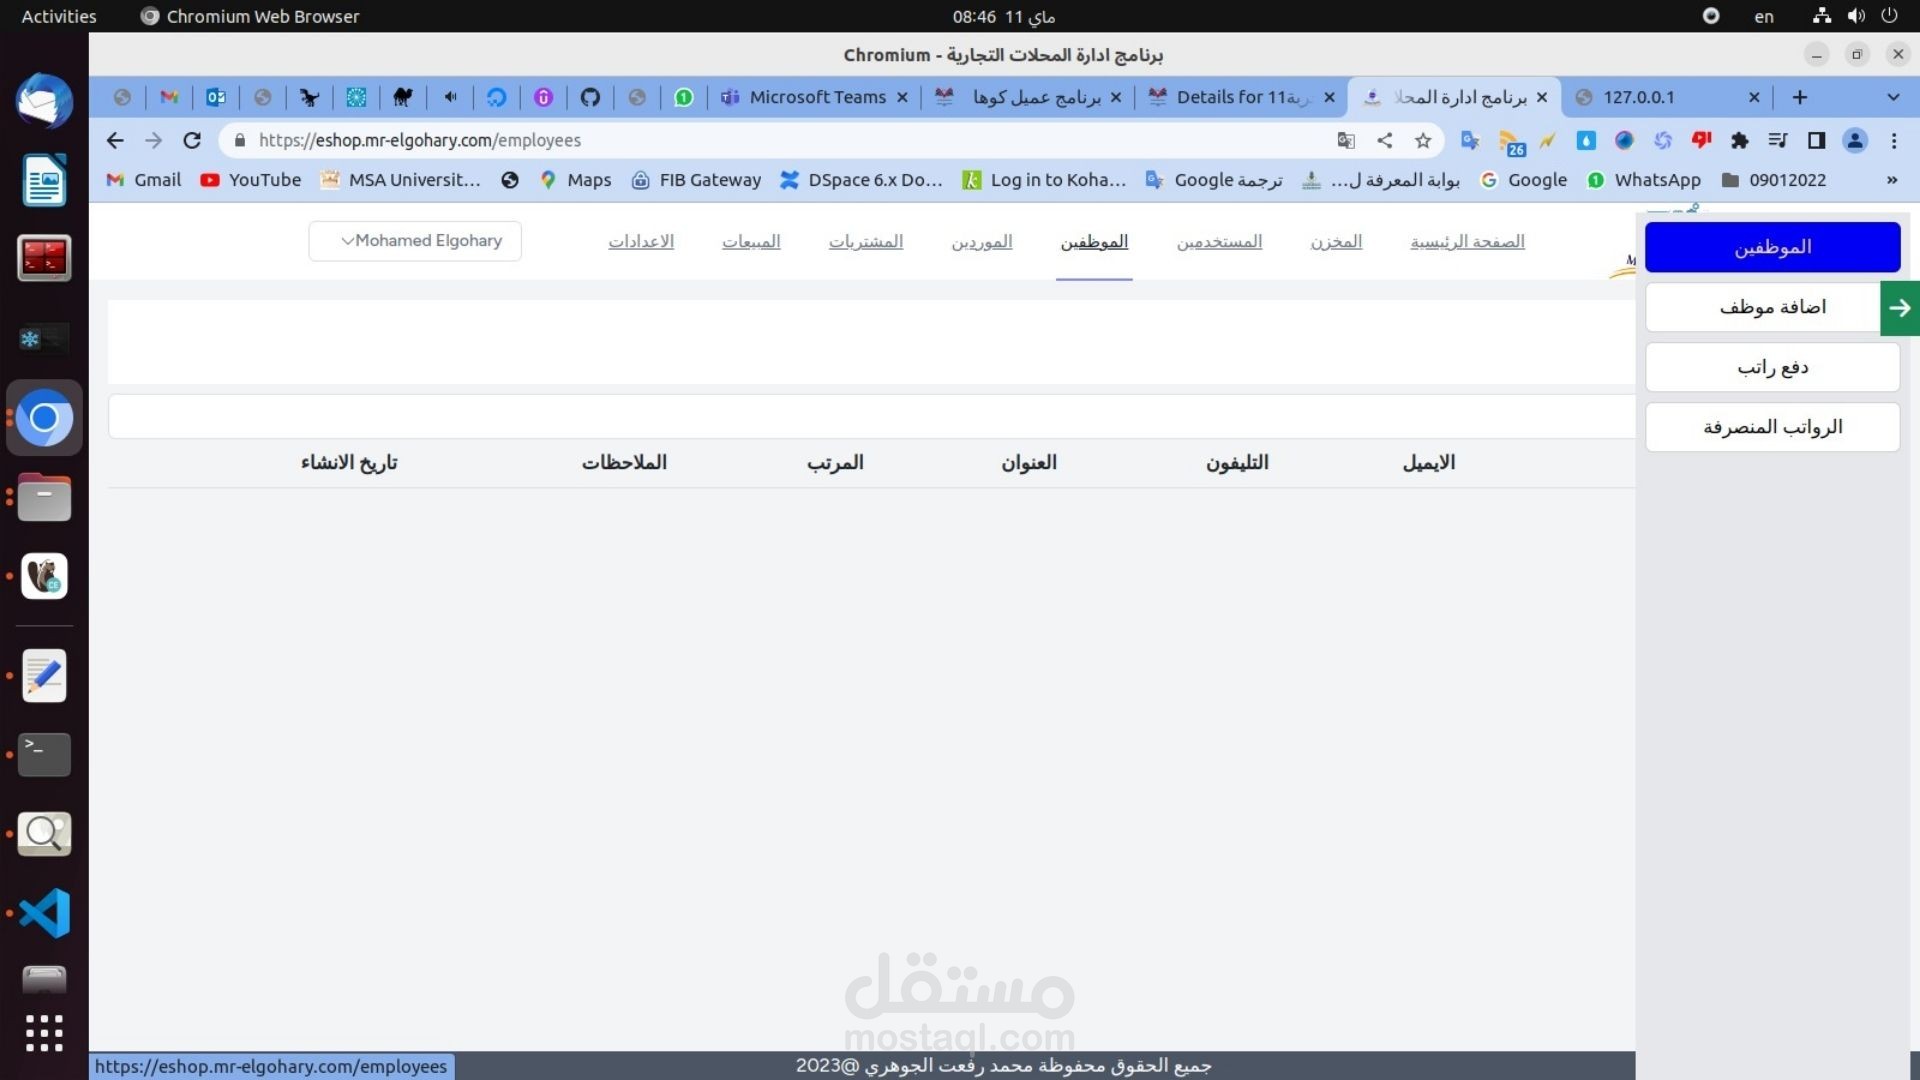 Activities
Chromium Web Browser
ماي 11 08:46
en
برنامج ادارة المحلات التجارية - Chromium
Microsoft Teams
برنامج عميل كوها
Details for 11
برنامج ادارة المحلا
127.0.0.1
https://eshop.mr-elgohary.com/employees
26
Gmail
YouTube
MSA Universit...
Maps
FIB Gateway
DSpace 6.x Do...
Log in to Koha...
ترجمة Google
بوابة المعرفة ل...
Google
WhatsApp
09012022
»
الصفحة الرئيسية
المخزن
المستخدمين
الموظفين
الموردين
المشتريات
المبيعات
الاعدادات
Mohamed Elgohary
الموظفين
اضافة موظف
دفع راتب
الرواتب المنصرفة
الايميل
التليفون
العنوان
المرتب
الملاحظات
تاريخ الانشاء
مستقل
mostaql.com
جميع الحقوق محفوظة محمد رفعت الجوهري @2023
https://eshop.mr-elgohary.com/employees